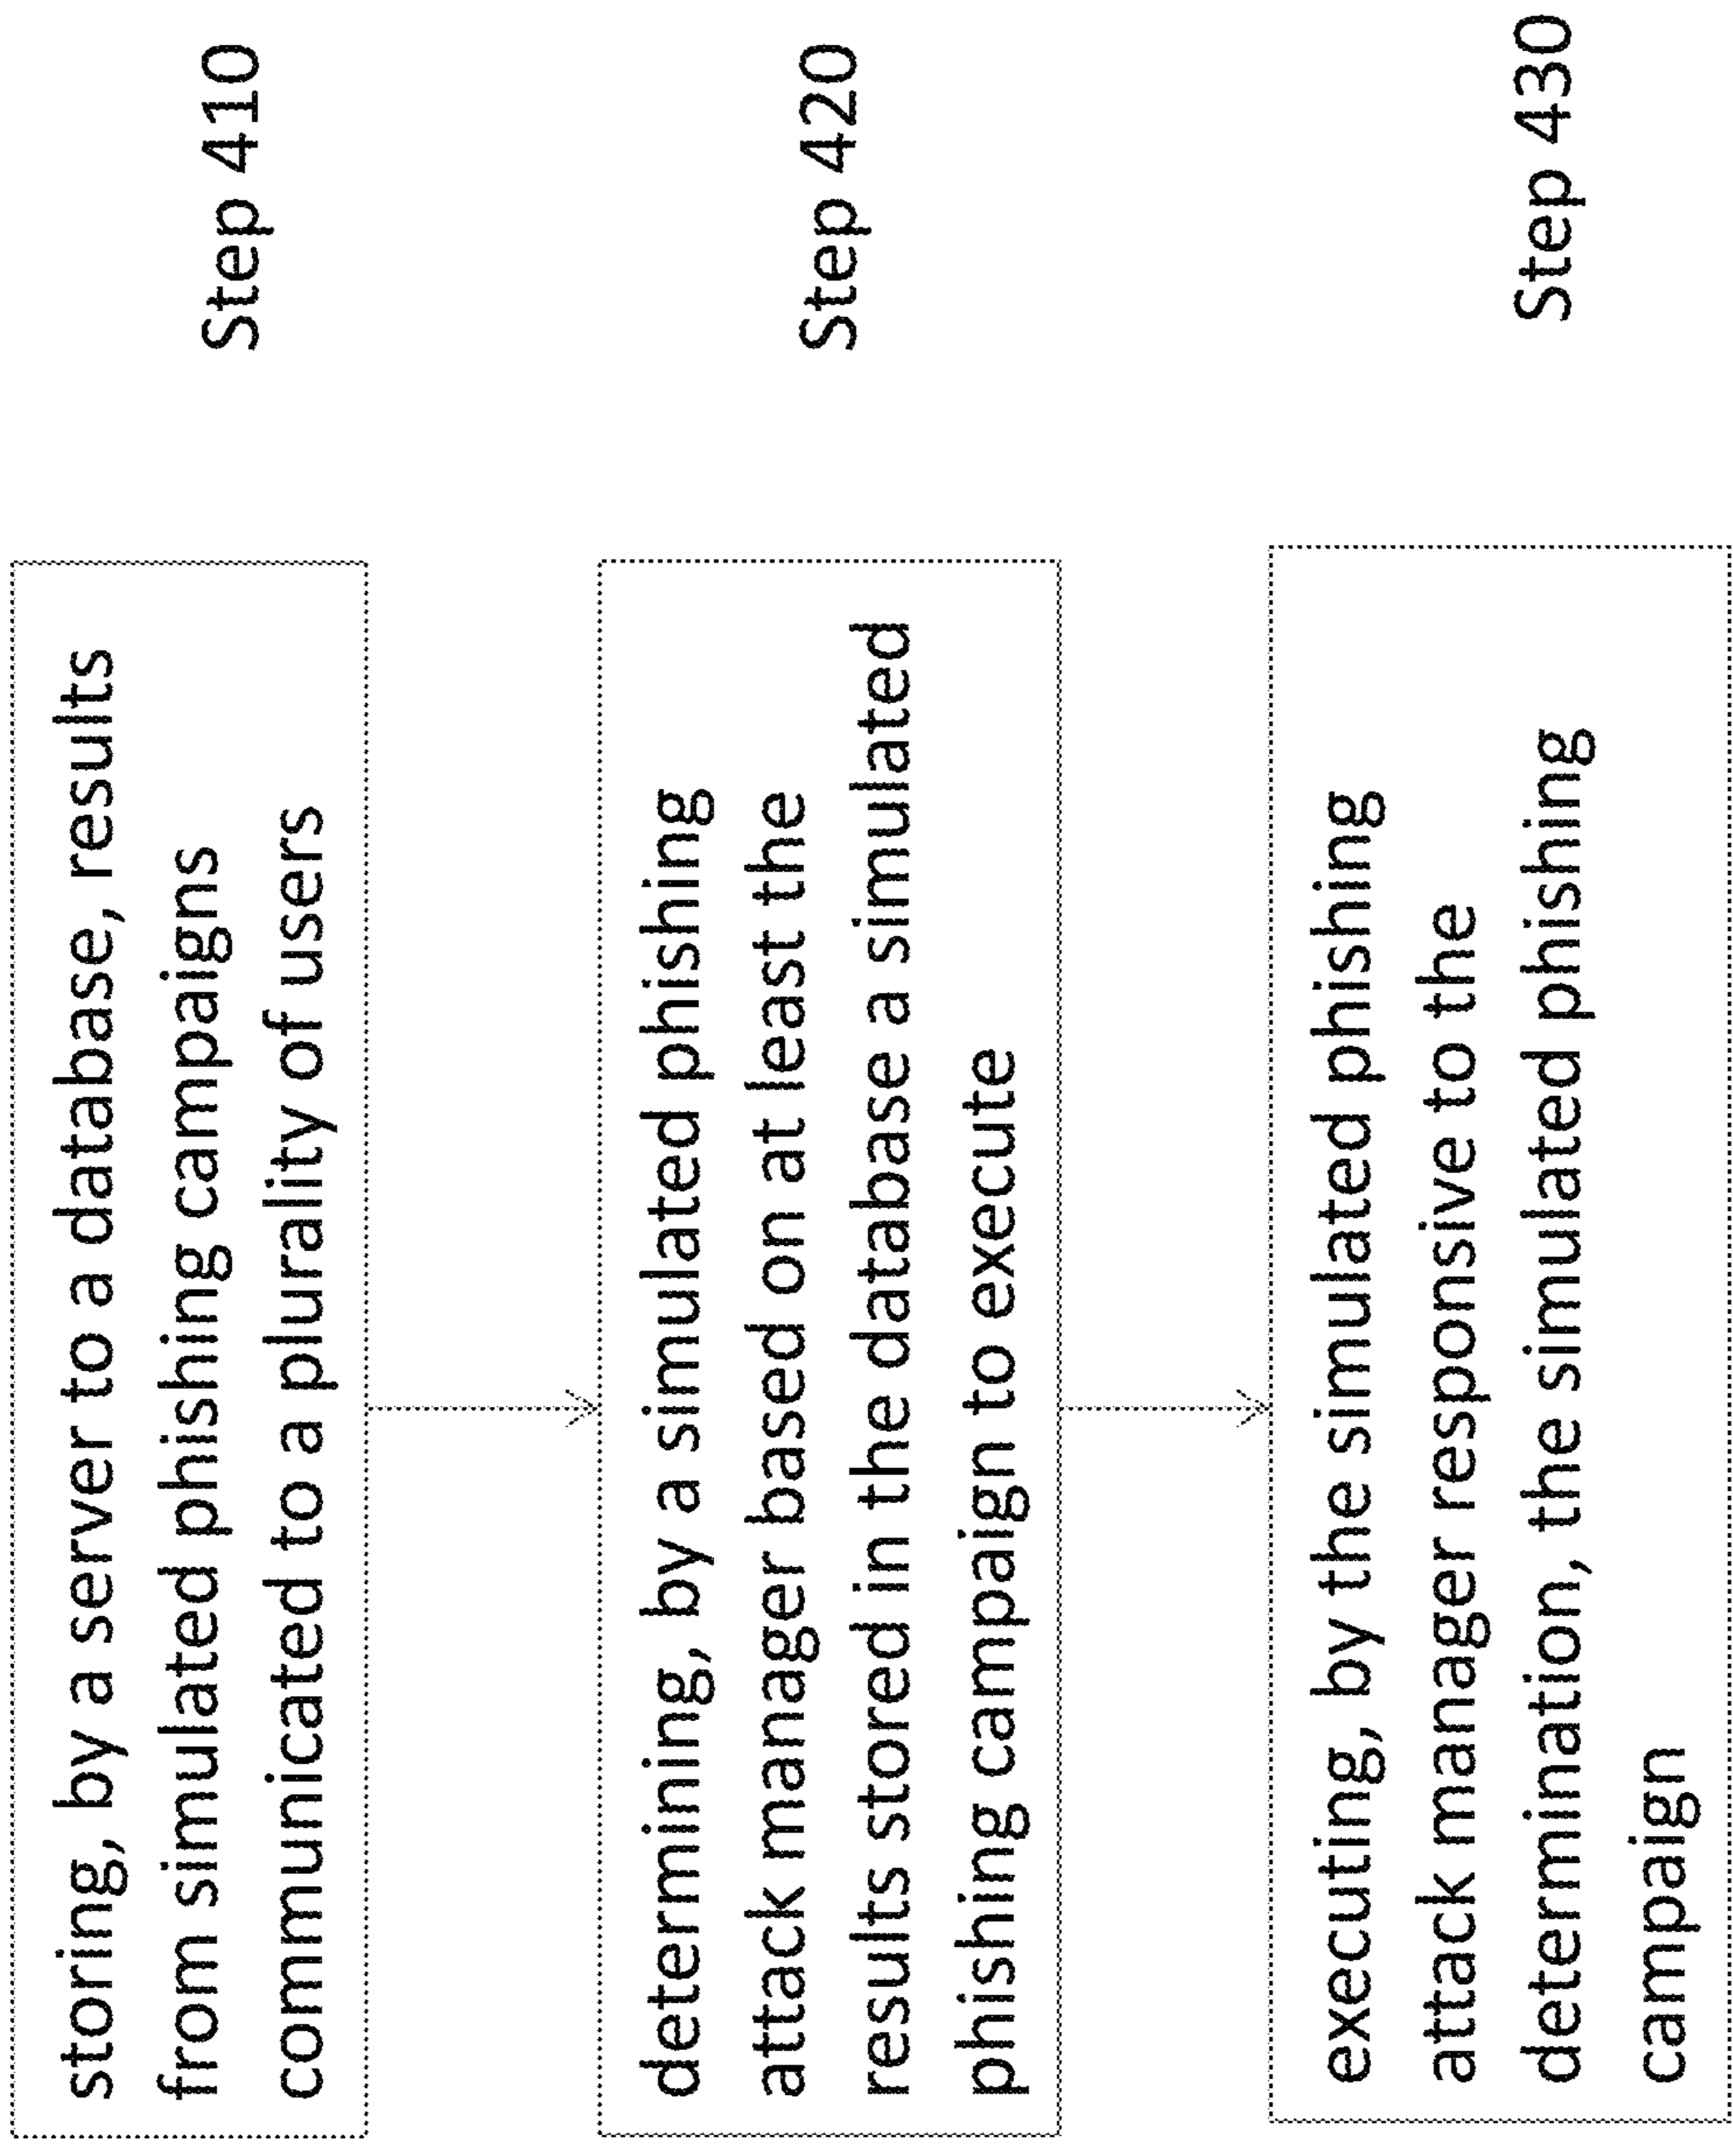 storing, by a server to a database, results
from simulated phishing campaigns
communicated to a plurality of users
Step 410
determining, by a simulated phishing
attack manager based on at least the
results stored in the database a simulated
phishing campaign to execute
Step 420
executing, by the simulated phishing
attack manager responsive to the
determination, the simulated phishing
campaign
Step 430